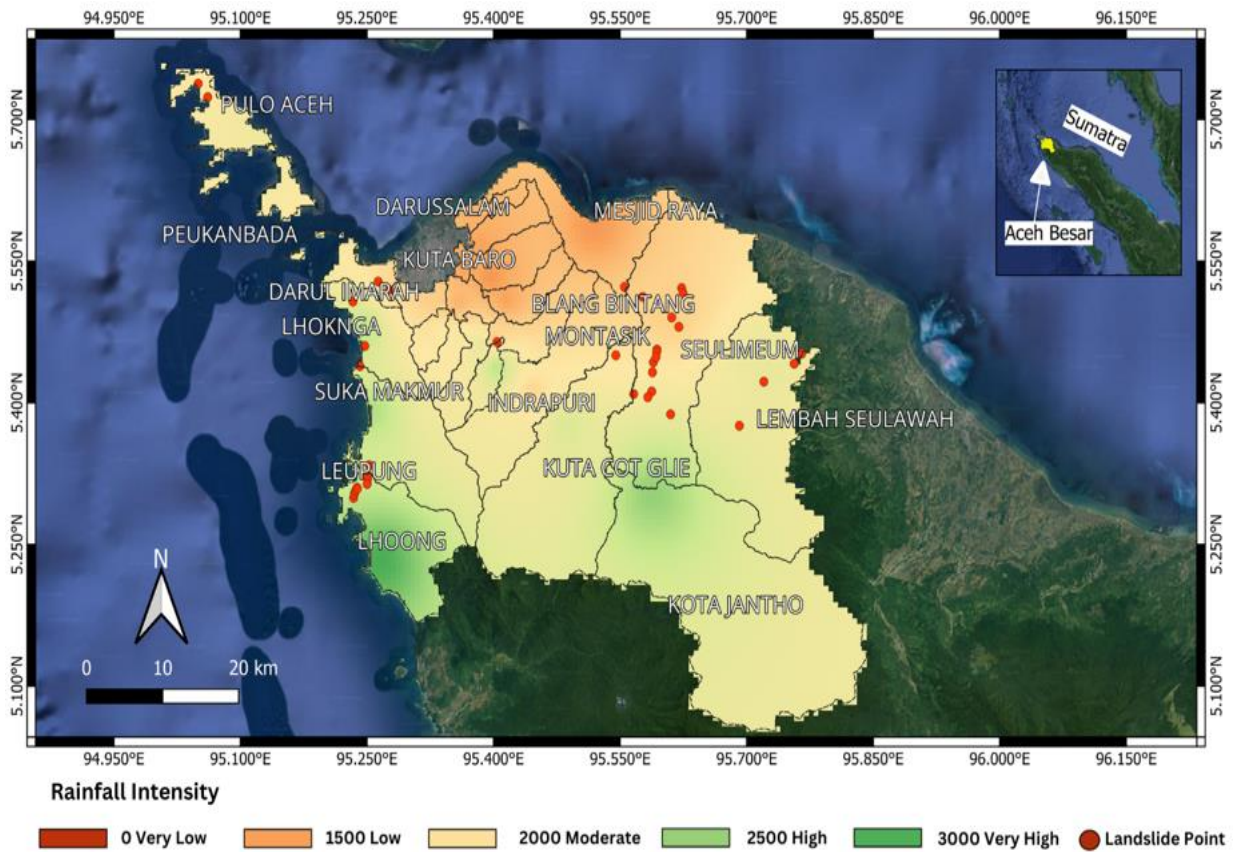 94.950°E 95.100°E 95.250°E 95.400°E 95.550°E 95.700°E 95.850°E 96.000°E 96.150°E
5.700°N
5.550°N
5.400°N
5.250°N
5.100°N
PULO ACEH
DARUSSALAM
MESJID RAYA
PEUKANBADA
KUTA BARO
DARUL IMARAH
BLANG BINTANG
LHOKNGA
MONTASIK
SEULIMEUM
SUKA MAKMUR
INDRAPURI
LEMBAH SEULAWAH
LEUPUNG
KUTA COT GLIE
LHOONG
KOTA JANTHO
Sumatra
Aceh Besar
N
0 10 20 km
5.700°N
5.550°N
5.400°N
5.250°N
5.100°N
94.950°E 95.100°E 95.250°E 95.400°E 95.550°E 95.700°E 95.850°E 96.000°E 96.150°E
Rainfall Intensity
0 Very Low 1500 Low 2000 Moderate 2500 High 3000 Very High Landslide Point